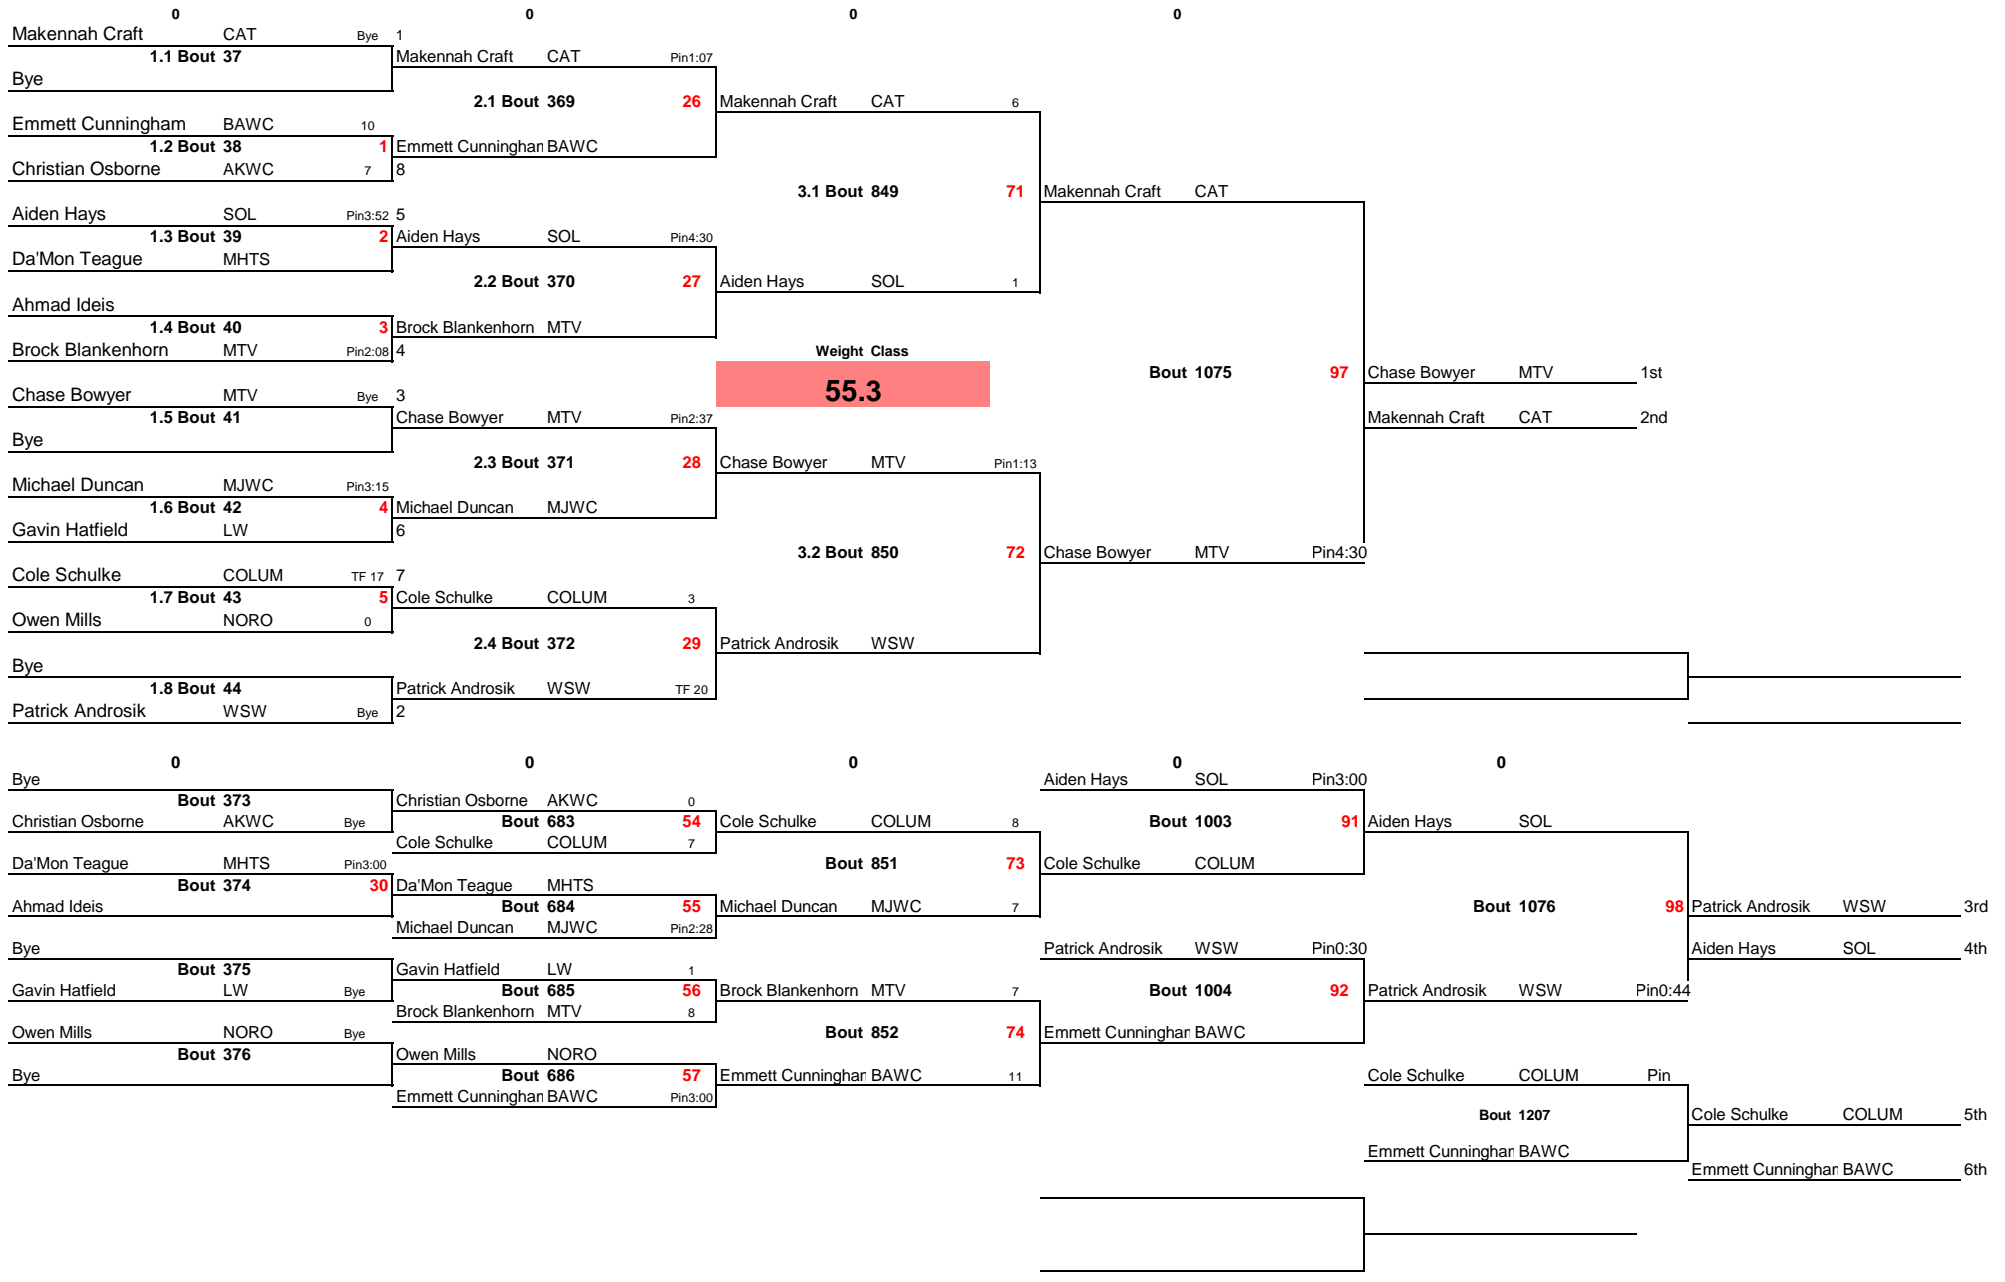 0 0 0 0
Makennah Craft CAT Bye 1
1.1 Bout 37 Makennah Craft CAT Pin1:07
Bye
2.1 Bout 369 26 Makennah Craft CAT 6
Emmett Cunningham BAWC 10
1.2 Bout 38 1 Emmett Cunninghan BAWC
Christian Osborne AKWC 7 8
3.1 Bout 849 71 Makennah Craft CAT
Aiden Hays SOL Pin3:52 5
1.3 Bout 39 2 Aiden Hays SOL Pin4:30
Da'Mon Teague MHTS
2.2 Bout 370 27 Aiden Hays SOL 1
Ahmad Ideis
1.4 Bout 40 3 Brock Blankenhorn MTV
Brock Blankenhorn MTV Pin2:08 4 Weight Class
Bout 1075 97 Chase Bowyer MTV 1st
55.3
Chase Bowyer MTV Bye 3
1.5 Bout 41 Chase Bowyer MTV Pin2:37 Makennah Craft CAT 2nd
Bye
2.3 Bout 371 28 Chase Bowyer MTV Pin1:13
Michael Duncan MJWC Pin3:15
1.6 Bout 42 4 Michael Duncan MJWC
Gavin Hatfield LW 6
3.2 Bout 850 72 Chase Bowyer MTV Pin4:30
Cole Schulke COLUM TF 17 7
1.7 Bout 43 5 Cole Schulke COLUM 3
Owen Mills NORO 0
2.4 Bout 372 29 Patrick Androsik WSW
Bye
1.8 Bout 44 Patrick Androsik WSW TF 20
Patrick Androsik WSW Bye 2
0 0 0 0 0
Bye Aiden Hays SOL Pin3:00
Bout 373 Christian Osborne AKWC 0
Christian Osborne AKWC Bye Bout 683 54 Cole Schulke COLUM 8 Bout 1003 91 Aiden Hays SOL
Cole Schulke COLUM 7
Da'Mon Teague MHTS Pin3:00 Bout 851 73 Cole Schulke COLUM
Bout 374 30 Da'Mon Teague MHTS
Ahmad Ideis Bout 684 55 Michael Duncan MJWC 7 Bout 1076 98 Patrick Androsik WSW 3rd
Michael Duncan MJWC Pin2:28
Bye Patrick Androsik WSW Pin0:30 Aiden Hays SOL 4th
Bout 375 Gavin Hatfield LW 1
Gavin Hatfield LW Bye Bout 685 56 Brock Blankenhorn MTV 7 Bout 1004 92 Patrick Androsik WSW Pin0:44
Brock Blankenhorn MTV 8
Owen Mills NORO Bye Bout 852 74 Emmett Cunninghar BAWC
Bout 376 Owen Mills NORO
Bye Bout 686 57 Emmett Cunninghar BAWC 11 Cole Schulke COLUM Pin
Emmett Cunninghan BAWC Pin3:00
Bout 1207 Cole Schulke COLUM 5th
Emmett Cunninghar BAWC
Emmett Cunninghar BAWC 6th